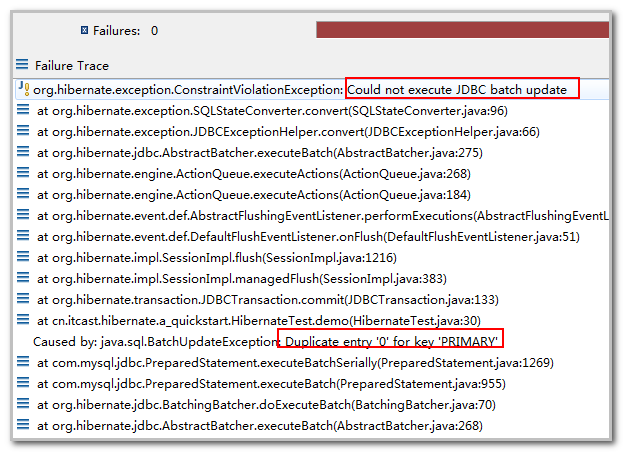 Failures: 0
Failure Trace
org.hibernate.exception.ConstraintViolationException: Could not execute JDBC batch update
at org.hibernate.exception.SQLStateConverter.convert(SQLStateConverter.java:96)
at org.hibernate.exception.JDBCExceptionHelper.convert(JDBCExceptionHelper.java:66)
at org.hibernate.jdbc.AbstractBatcher.executeBatch(AbstractBatcher.java:275)
at org.hibernate.engine.ActionQueue.executeActions(ActionQueue.java:268)
at org.hibernate.engine.ActionQueue.executeActions(ActionQueue.java:184)
at org.hibernate.event.def.AbstractFlushingEventListener.performExecutions(AbstractFlushingEventL
at org.hibernate.event.def.DefaultFlushEventListener.onFlush(DefaultFlushEventListener.java:51)
at org.hibernate.impl.SessionImpl.flush(SessionImpl.java:1216)
at org.hibernate.impl.SessionImpl.managedFlush(SessionImpl.java:383)
at org.hibernate.transaction.JDBCTransaction.commit(JDBCTransaction.java:133)
at cn.itcast.hibernate.a_quickstart.HibernateTest.demo(HibernateTest.java:30)
Caused by: java.sql.BatchUpdateException: Duplicate entry '0' for key 'PRIMARY'
at com.mysql.jdbc.PreparedStatement.executeBatchSerially(PreparedStatement.java:1269)
at com.mysql.jdbc.PreparedStatement.executeBatch(PreparedStatement.java:955)
at org.hibernate.jdbc.BatchingBatcher.doExecuteBatch(BatchingBatcher.java:70)
at org.hibernate.jdbc.AbstractBatcher.executeBatch(AbstractBatcher.java:268)